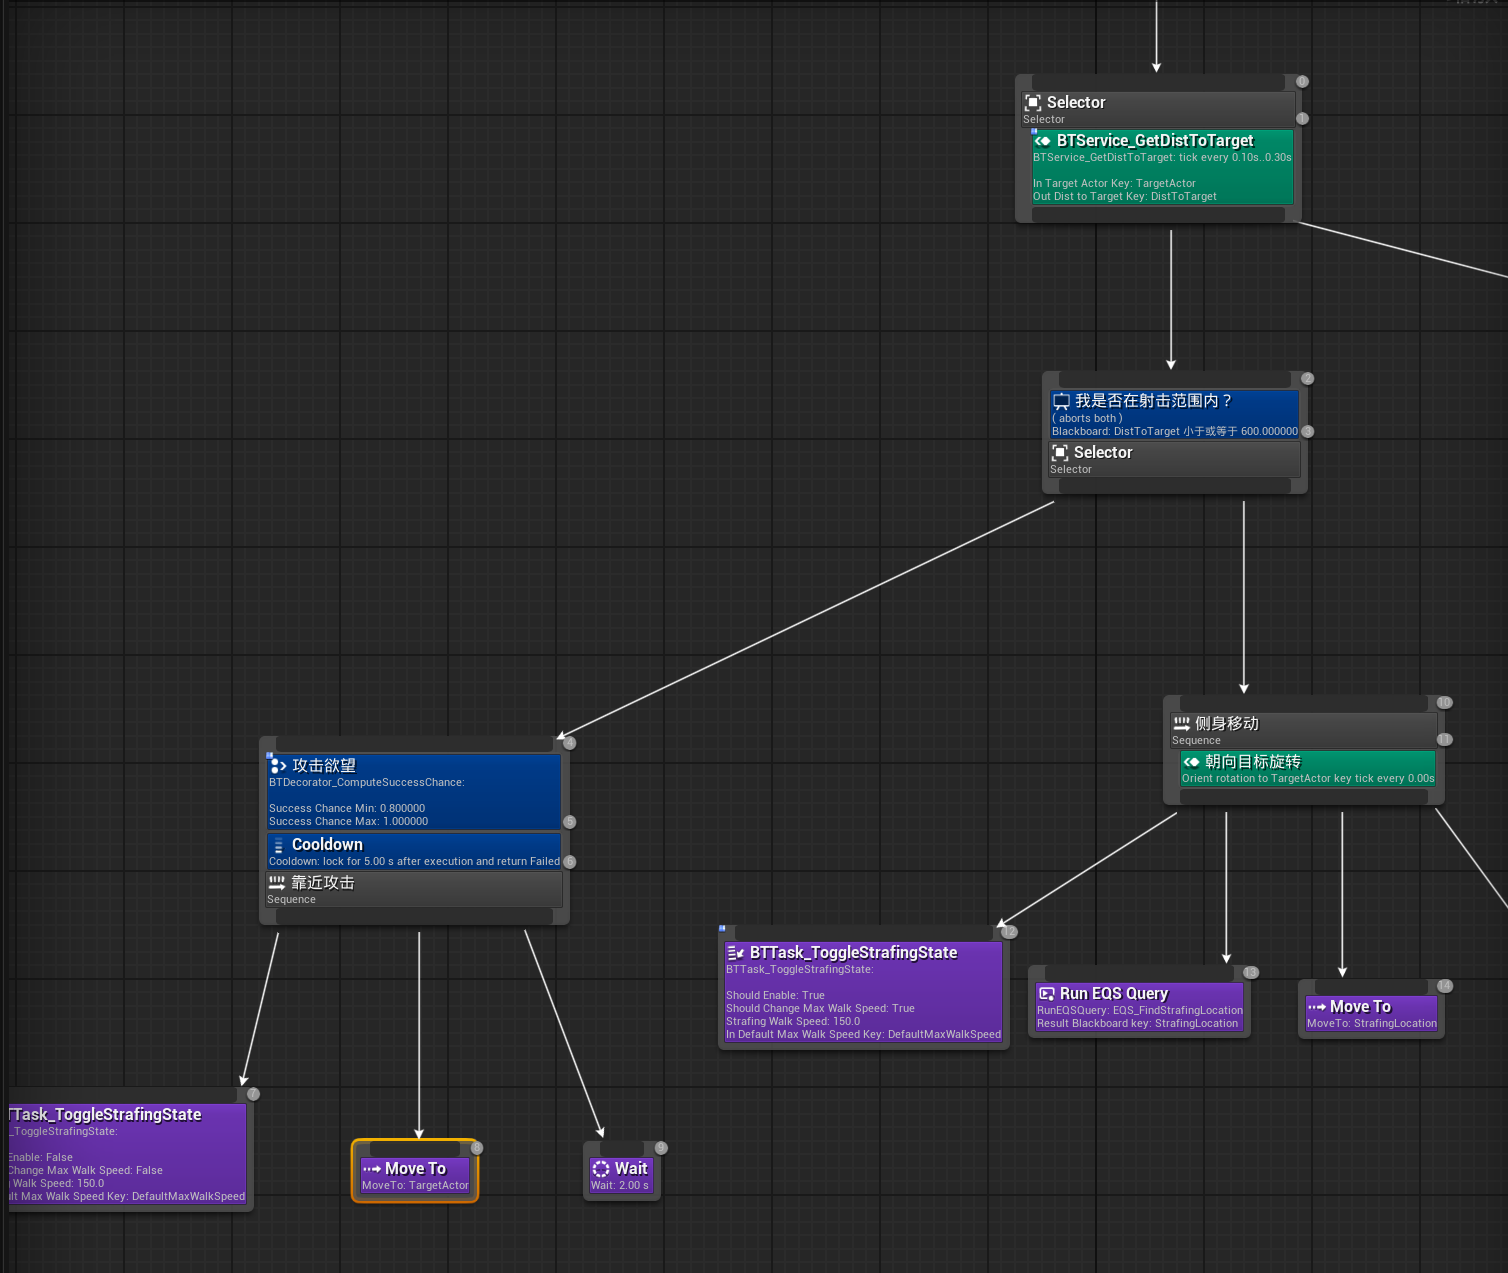 0
Selector
Selector
1
BTService_GetDistToTarget
BTService_GetDistToTarget: tick every 0.10s..0.30s
In Target Actor Key: TargetActor
Out Dist to Target Key: DistToTarget
2
我是否在射击范围内？
( aborts both )
Blackboard: DistToTarget 小于或等于 600.000000
3
Selector
Selector
4
攻击欲望
BTDecorator_ComputeSuccessChance:
Success Chance Min: 0.800000
Success Chance Max: 1.000000
5
Cooldown
Cooldown: lock for 5.00 s after execution and return Failed
6
靠近攻击
Sequence
10
侧身移动
Sequence
11
朝向目标旋转
Orient rotation to TargetActor key tick every 0.00s
12
BTTask_ToggleStrafingState
BTTask_ToggleStrafingState:
Should Enable: True
Should Change Max Walk Speed: True
Strafing Walk Speed: 150.0
In Default Max Walk Speed Key: DefaultMaxWalkSpeed
13
Run EQS Query
RunEQSQuery: EQS_FindStrafingLocation
Result Blackboard key: StrafingLocation
14
Move To
MoveTo: StrafingLocation
7
TTask_ToggleStrafingState
_ToggleStrafingState:
Enable: False
Change Max Walk Speed: False
Walk Speed: 150.0
ult Max Walk Speed Key: DefaultMaxWalkSpeed
8
Move To
MoveTo: TargetActor
9
Wait
Wait: 2.00 s